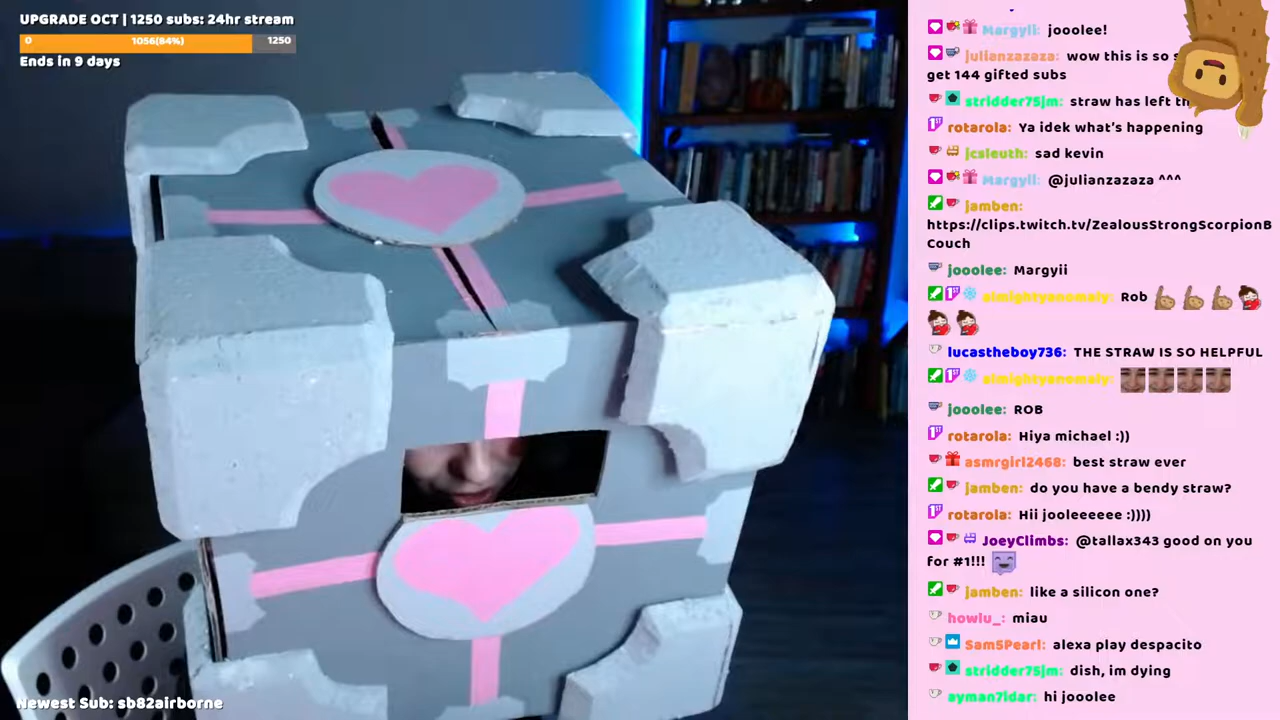 UPGRADE OCT | 1250 subs: 24hr stream
0 1056(84%) 1250
Ends in 9 days
Newest Sub: sb82airborne
Margyii: jooolee!
julianzazaza: wow this is so s
get 144 gifted subs
stridder75jm: straw has left th
rotarola: Ya idek what's happening
jcsleuth: sad kevin
Margyii: @julianzazaza ^^^
jamben:
https://clips.twitch.tv/ZealousStrongScorpionB
Couch
jooolee: Margyii
almightyanomaly: Rob
lucastheboy736: THE STRAW IS SO HELPFUL
almightyanomaly:
jooolee: ROB
rotarola: Hiya michael :))
asmrgirl2468: best straw ever
jamben: do you have a bendy straw?
rotarola: Hii jooleeeeee :))))
JoeyClimbs: @tallax343 good on you
for #1!!!
jamben: like a silicon one?
howlu_: miau
Sam5Pearl: alexa play despacito
stridder75jm: dish, im dying
ayman7idar: hi jooolee